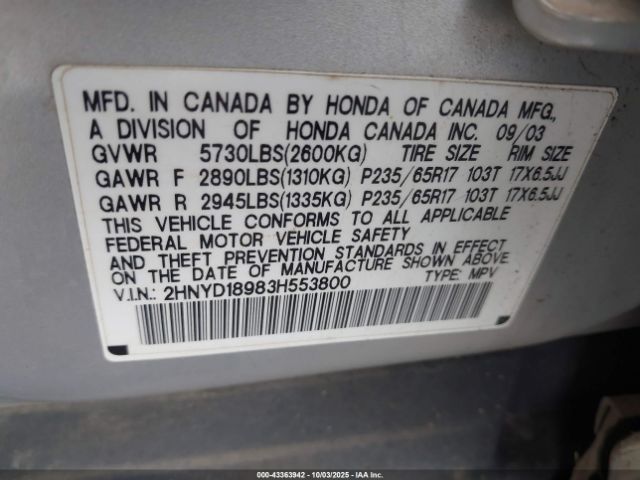 MFD. IN CANADA BY HONDA OF CANADA MFG.,
A DIVISION OF HONDA CANADA INC. 09/03
GVWR 5730LBS(2600KG) TIRE SIZE RIM SIZE
GAWR F 2890LBS(1310KG) P235/65R17 103T 17X6.5JJ
GAWR R 2945LBS(1335KG) P235/65R17 103T 17X6.5JJ
THIS VEHICLE CONFORMS TO ALL APPLICABLE
FEDERAL MOTOR VEHICLE SAFETY
AND THEFT PREVENTION STANDARDS IN EFFECT
ON THE DATE OF MANUFACTURE SHOWN ABOVE.
V.I.N.: 2HNYD18983H553800 TYPE: MPV
000-43363942 - 10/03/2025 - IAA Inc.